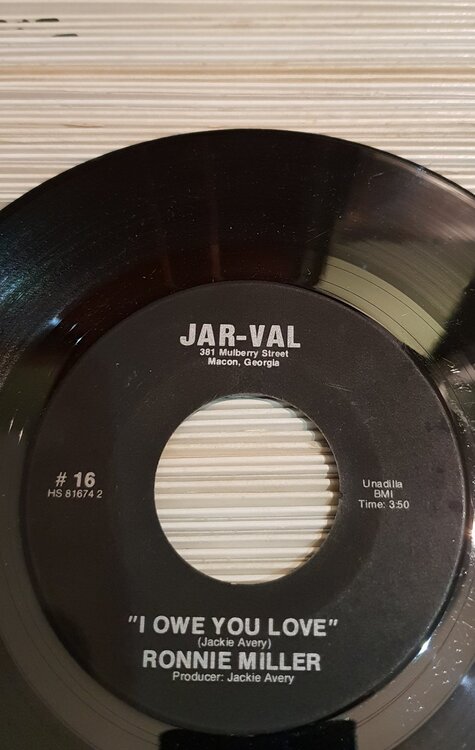 JAR-VAL
381 Mulberry Street
Macon, Georgia
# 16
HS 81674 2
Unadilla
BMI
Time: 3:50
"I OWE YOU LOVE"
(Jackie Avery)
RONNIE MILLER
Producer: Jackie Avery